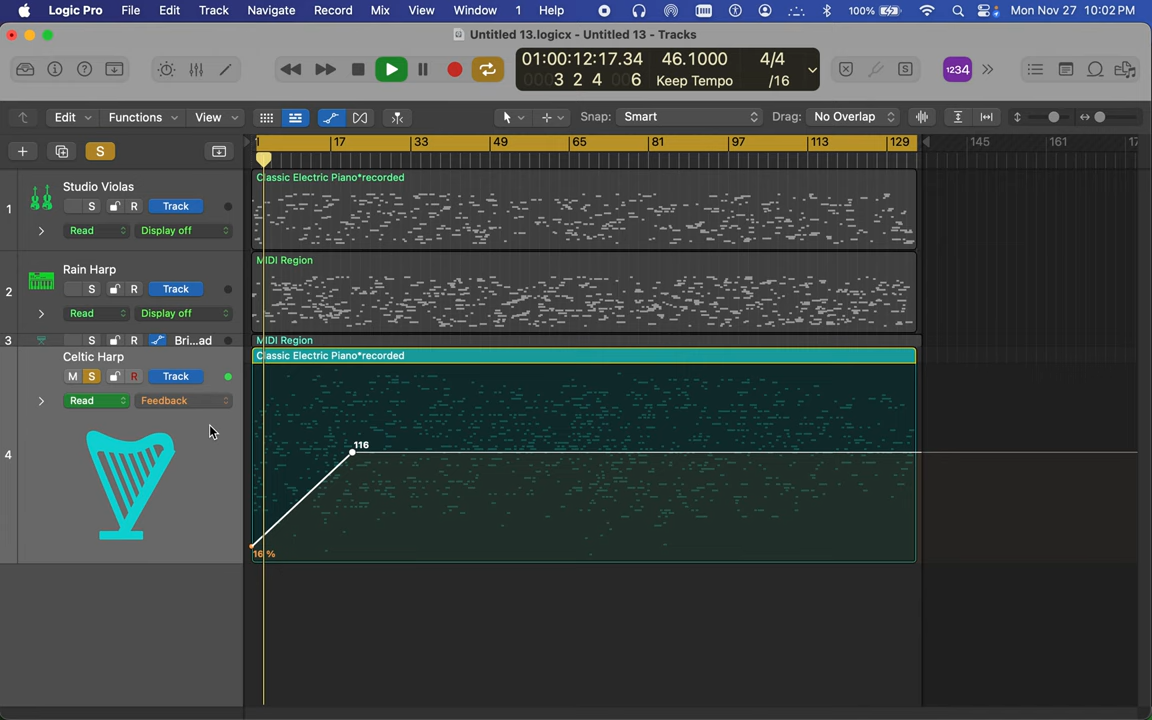 Logic Pro File Edit Track Navigate Record Mix View Window 1 Help 100% Mon Nov 27 10:02 PM
Untitled 13.logicx - Untitled 13 - Tracks
01:00:12:17.34 46.1000 4/4
000 3 2 4 006 Keep Tempo /16
1234
Edit Functions View Snap: Smart Drag: No Overlap
S
1 17 33 49 65 81 97 113 129 145 161 17
Classic Electric Piano*recorded
Studio Violas
1 S R Track
Read Display off
MIDI Region
Rain Harp
2 S R Track
Read Display off
3 S R Bri...ad MIDI Region
Celtic Harp Classic Electric Piano*recorded
M S R Track
Read Feedback
116
4
16 %